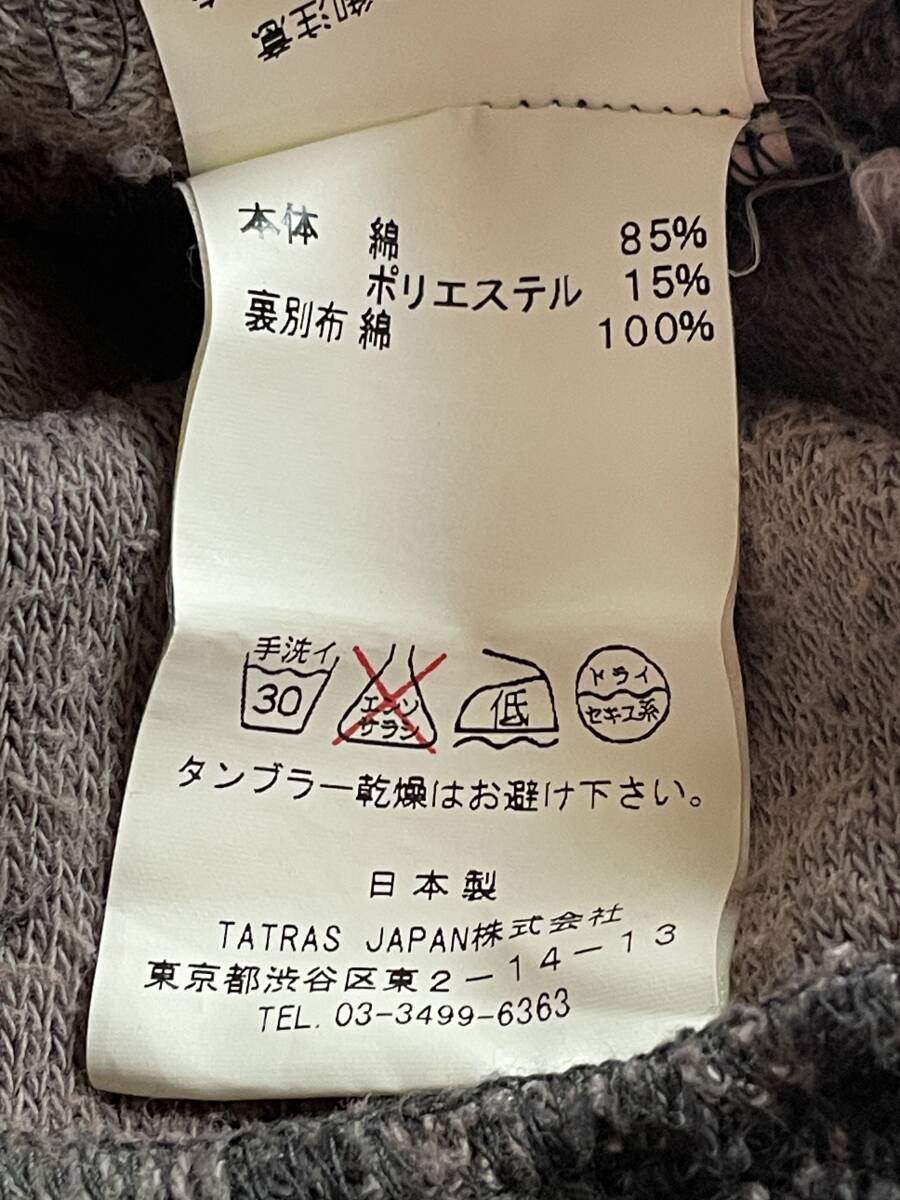 御注意
本体 綿 85%
ポリエステル 15%
裏別布 綿 100%
手洗イ
30
エンソ
サラシ
低
ドライ
セキユ系
タンブラー乾燥はお避け下さい。
日本製
TATRAS JAPAN株式会社
東京都渋谷区東2-14-13
TEL. 03-3499-6363